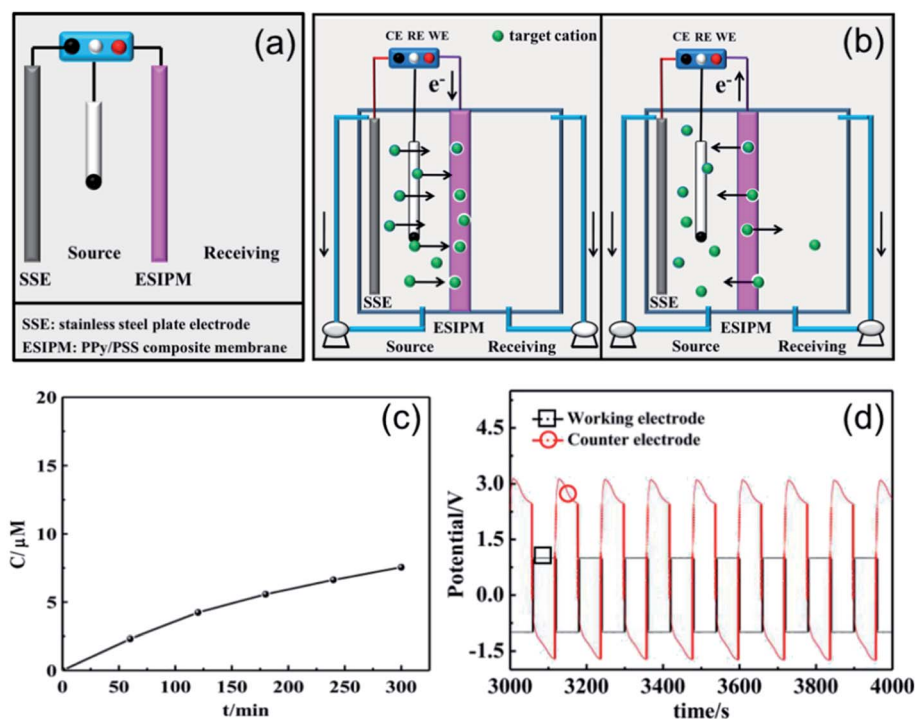 (a)
Source
Receiving
SSE
ESIPM
SSE: stainless steel plate electrode
ESIPM: PPy/PSS composite membrane
CE RE WE
target cation
e-
SSE
ESIPM
Source
Receiving
(b)
CE RE WE
e-
SSE
ESIPM
Source
Receiving
(c)
20
15
10
5
0
C/ μM
0 50 100 150 200 250 300
t/min
(d)
Working electrode
Counter electrode
4.5
3.0
1.5
0.0
-1.5
Potential/V
3000 3200 3400 3600 3800 4000
time/s